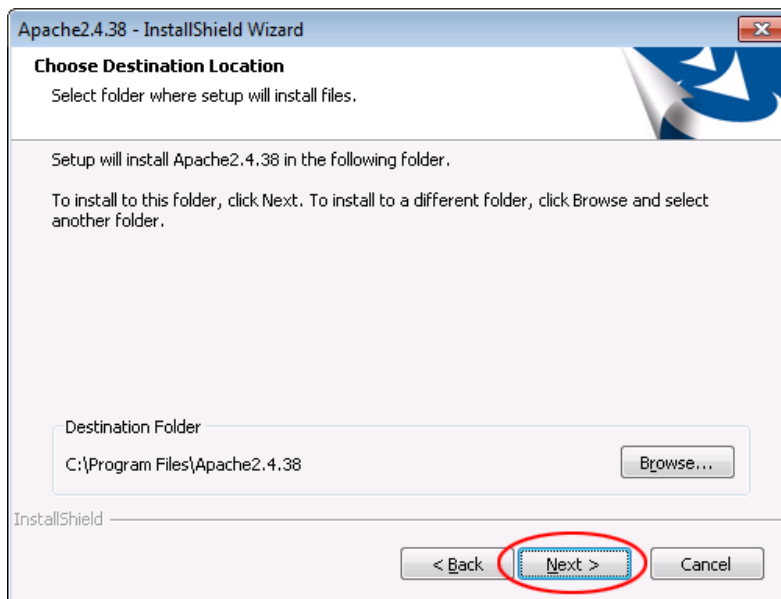 Apache2.4.38 - InstallShield Wizard
Choose Destination Location
Select folder where setup will install files.
Setup will install Apache2.4.38 in the following folder.
To install to this folder, click Next. To install to a different folder, click Browse and select
another folder.
Destination Folder
C:\Program Files\Apache2.4.38
Browse...
InstallShield
< Back
Next >
Cancel